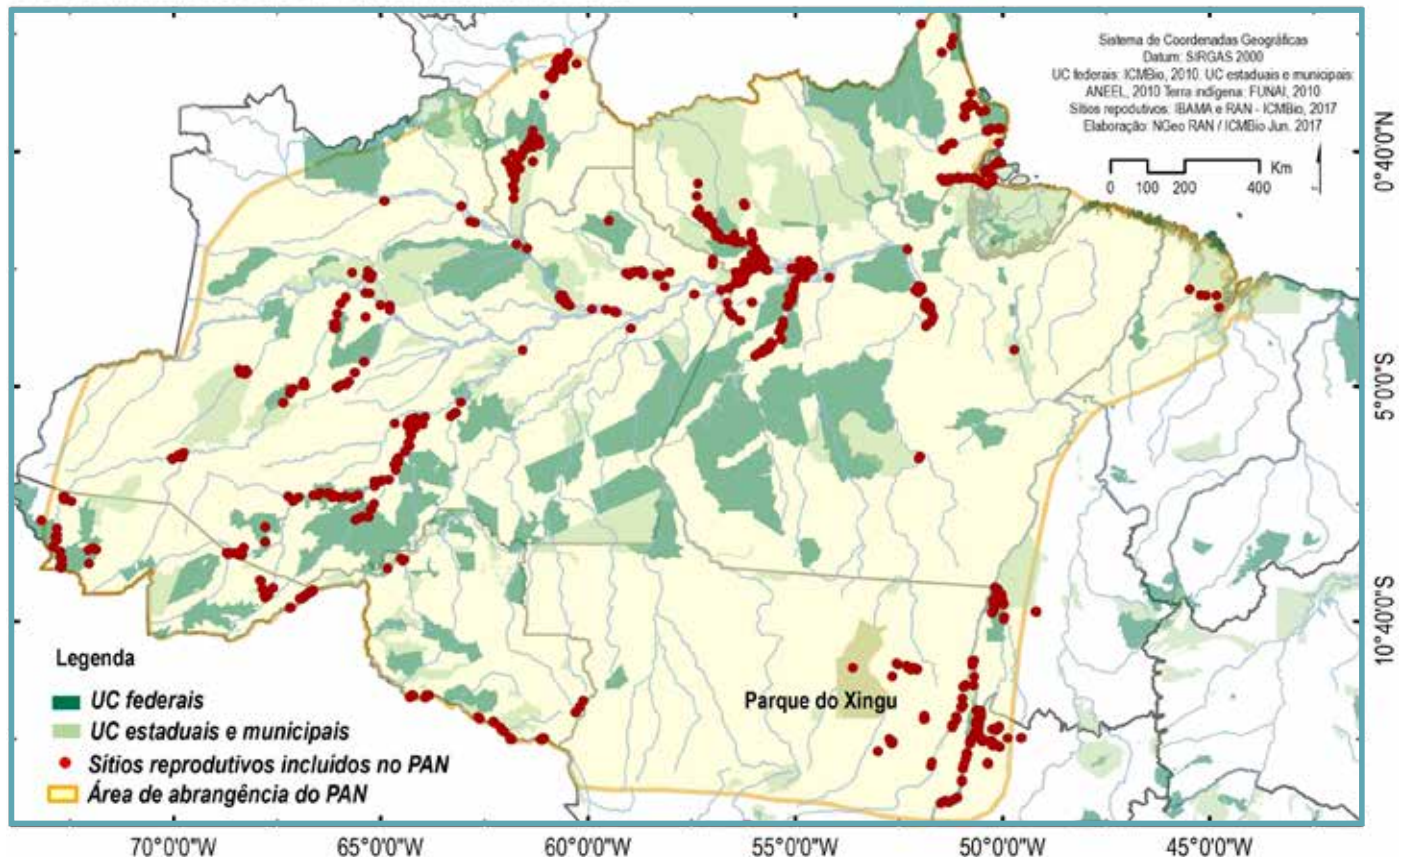 Sistema de Coordenadas Geográficas
Datum: SIRGAS 2000
UC federais: ICMBio, 2010. UC estaduais e municipais:
ANEEL, 2010 Terra indígena: FUNAI, 2010
Sítios repodutivos: IBAMA e RAN - ICMBio, 2017
Elaboração: NGeo RAN / ICMBio Jun. 2017
Km
0 100 200 400
0°40'0"N
5°0'0"S
10°40'0"S
Parque do Xingu
Legenda
UC federais
UC estaduais e municipais
Sítios reprodutivos incluídos no PAN
Área de abrangência do PAN
70°0'0"W 65°0'0"W 60°0'0"W 55°0'0"W 50°0'0"W 45°0'0"W